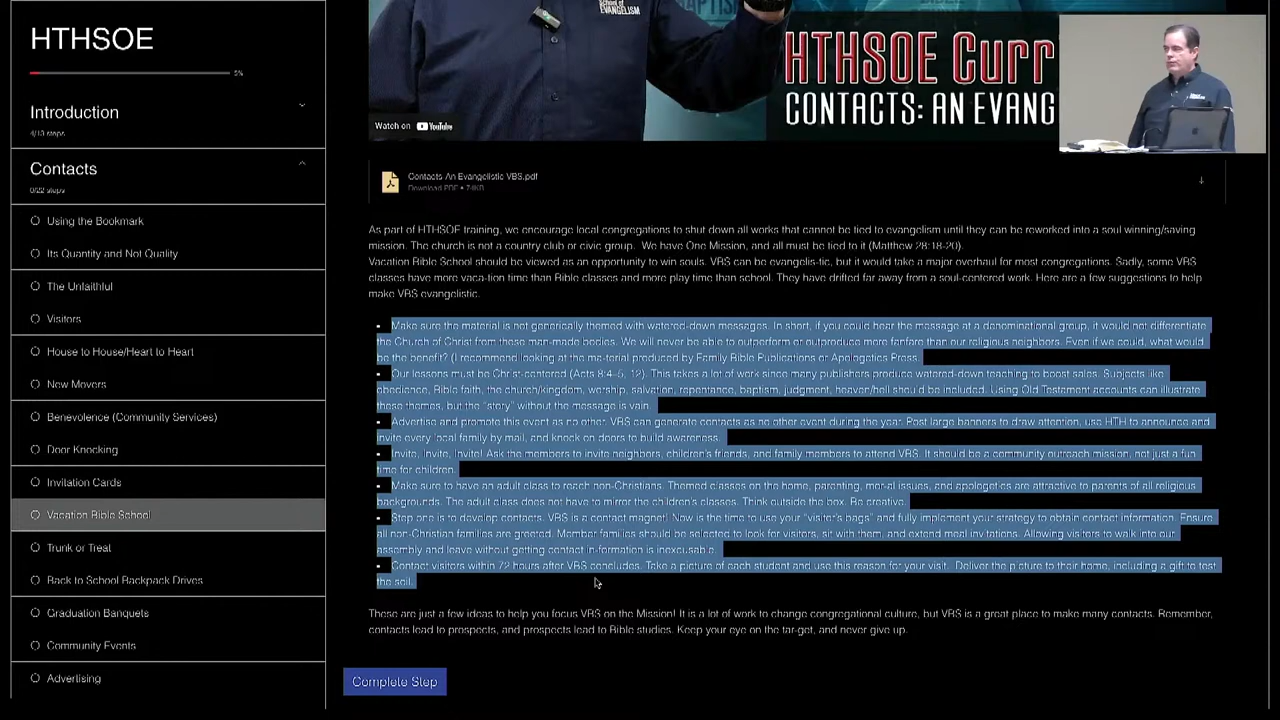 HTHSOE
5%
Introduction
4/13 steps
Contacts
0/22 steps
Using the Bookmark
Its Quantity and Not Quality
The Unfaithful
Visitors
House to House/Heart to Heart
New Movers
Benevolence (Community Services)
Door Knocking
Invitation Cards
Vacation Bible School
Trunk or Treat
Back to School Backpack Drives
Graduation Banquets
Community Events
Advertising
School of
EVANGELISM
HTHSOE Curr
CONTACTS: AN EVANG
Watch on YouTube
Contacts An Evangelistic VBS.pdf
Download PDF • 74KB
As part of HTHSOE training, we encourage local congregations to shut down all works that cannot be tied to evangelism until they can be reworked into a soul winning/saving
mission. The church is not a country club or civic group. We have One Mission, and all must be tied to it (Matthew 28:18-20).
Vacation Bible School should be viewed as an opportunity to win souls. VBS can be evangelis-tic, but it would take a major overhaul for most congregations. Sadly, some VBS
classes have more vaca-tion time than Bible classes and more play time than school. They have drifted far away from a soul-centered work. Here are a few suggestions to help
make VBS evangelistic.
• Make sure the material is not generically themed with watered-down messages. In short, if you could hear the message at a denominational group, it would not differentiate
the Church of Christ from these man-made bodies. We will never be able to outperform or outproduce more fanfare than our religious neighbors. Even if we could, what would
be the benefit? (I recommend looking at the ma-terial produced by Family Bible Publications or Apologetics Press.
• Our lessons must be Christ-centered (Acts 8:4-5, 12). This takes a lot of work since many publishers produce watered-down teaching to boost sales. Subjects like
obedience, Bible faith, the church/kingdom, worship, salvation, repentance, baptism, judgment, heaven/hell should be included. Using Old Testament accounts can illustrate
these themes, but the “story” without the message is vain.
• Advertise and promote this event as no other. VBS can generate contacts as no other event during the year. Post large banners to draw attention, use HTH to announce and
invite every local family by mail, and knock on doors to build awareness.
• Invite, Invite, Invite! Ask the members to invite neighbors, children's friends, and family members to attend VBS. It should be a community outreach mission, not just a fun
time for children.
• Make sure to have an adult class to reach non-Christians. Themed classes on the home, parenting, mor-al issues, and apologetics are attractive to parents of all religious
backgrounds. The adult class does not have to mirror the children's classes. Think outside the box. Be creative.
• Step one is to develop contacts. VBS is a contact magnet! Now is the time to use your “visitor's bags” and fully implement your strategy to obtain contact information. Ensure
all non-Christian families are greeted. Member families should be selected to look for visitors, sit with them, and extend meal invitations. Allowing visitors to walk into our
assembly and leave without getting contact in-formation is inexcusable.
• Contact visitors within 72 hours after VBS concludes. Take a picture of each student and use this reason for your visit. Deliver the picture to their home, including a gift to test
the soil.
These are just a few ideas to help you focus VBS on the Mission! It is a lot of work to change congregational culture, but VBS is a great place to make many contacts. Remember,
contacts lead to prospects, and prospects lead to Bible studies. Keep your eye on the tar-get, and never give up.
Complete Step